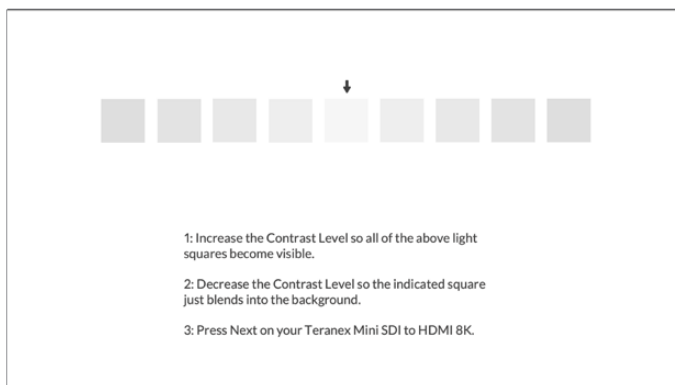 1: Increase the Contrast Level so all of the above light
squares become visible.
2: Decrease the Contrast Level so the indicated square
just blends into the background.
3: Press Next on your Teranex Mini SDI to HDMI 8K.